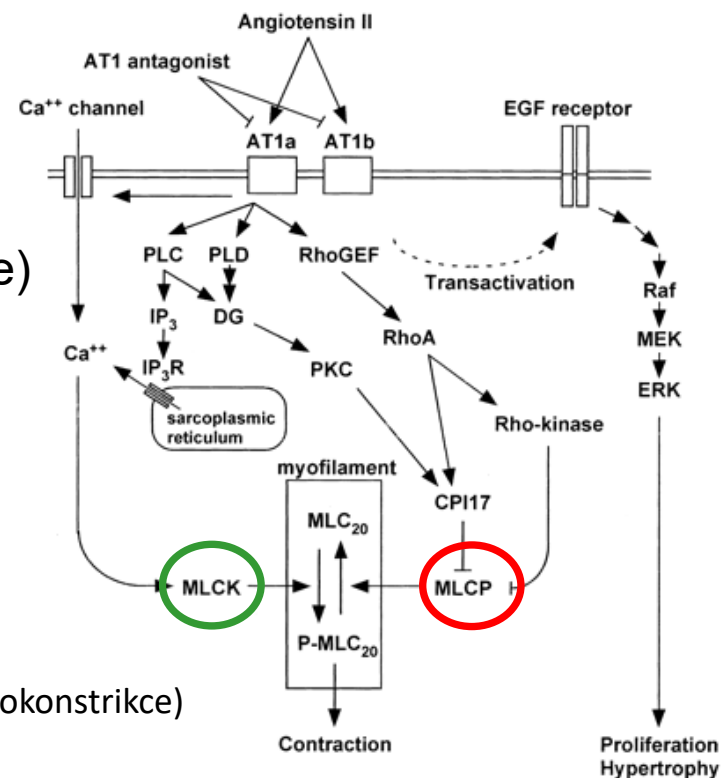 Angiotensin II
AT1 antagonist
Ca++ channel
EGF receptor
AT1a
AT1b
e)
PLC
PLD
RhoGEF
Transactivation
Raf
IP3
DG
RhoA
MEK
Ca++
IP3R
PKC
ERK
sarcoplasmic
reticulum
Rho-kinase
myofilament
CPI17
MLC20
MLCK
MLCP
P-MLC20
okonstrikce)
Contraction
Proliferation
Hypertrophy